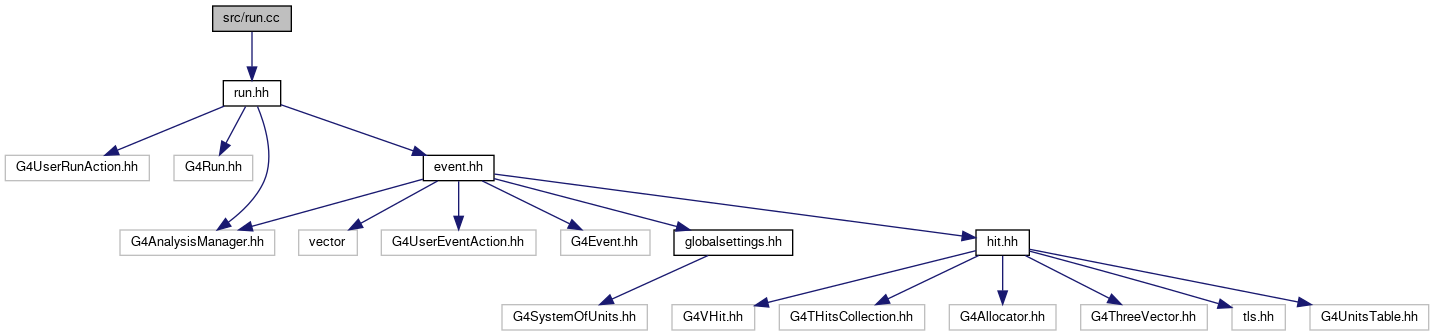 src/run.cc
run.hh
G4UserRunAction.hh
G4Run.hh
event.hh
G4AnalysisManager.hh
vector
G4UserEventAction.hh
G4Event.hh
globalsettings.hh
hit.hh
G4SystemOfUnits.hh
G4VHit.hh
G4THitsCollection.hh
G4Allocator.hh
G4ThreeVector.hh
tls.hh
G4UnitsTable.hh